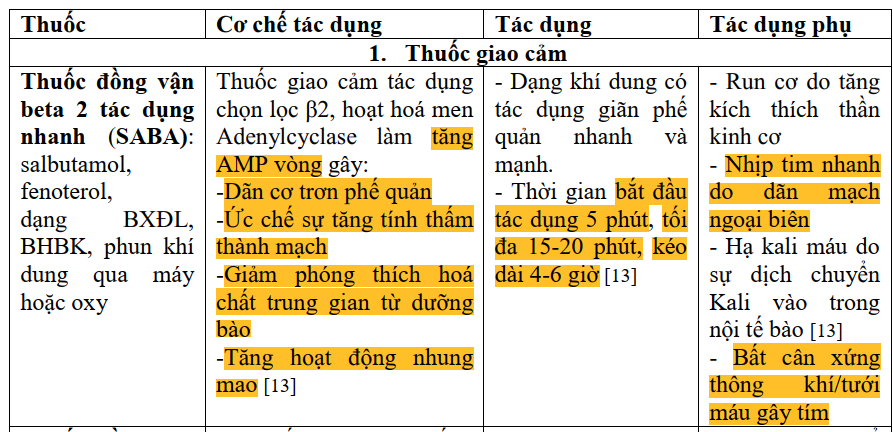 Thuốc
Cơ chế tác dụng
Tác dụng
Tác dụng phụ
1. Thuốc giao cảm
Thuốc đồng vận
beta 2 tác dụng
nhanh (SABA):
salbutamol,
fenoterol,
dạng BXĐL,
BHBK, phun khí
dung qua máy
hoặc oxy
Thuốc giao cảm tác dụng
chọn lọc β2, hoạt hoá men
Adenylcyclase làm tăng
AMP vòng gây:
-Dãn cơ trơn phế quản
-Ức chế sự tăng tính thấm
thành mạch
-Giảm phóng thích hoá
chất trung gian từ dưỡng
bào
-Tăng hoạt động nhung
mao [13]
- Dạng khí dung có
tác dụng giãn phế
quản nhanh và
mạnh.
- Thời gian bắt đầu
tác dụng 5 phút, tối
đa 15-20 phút, kéo
dài 4-6 giờ [13]
- Run cơ do tăng
kích thích thần
kinh cơ
- Nhịp tim nhanh
do dãn mạch
ngoại biên
- Hạ kali máu do
sự dịch chuyển
Kali vào trong
nội tế bào [13]
- Bất cân xứng
thông khí/tưới
máu gây tím